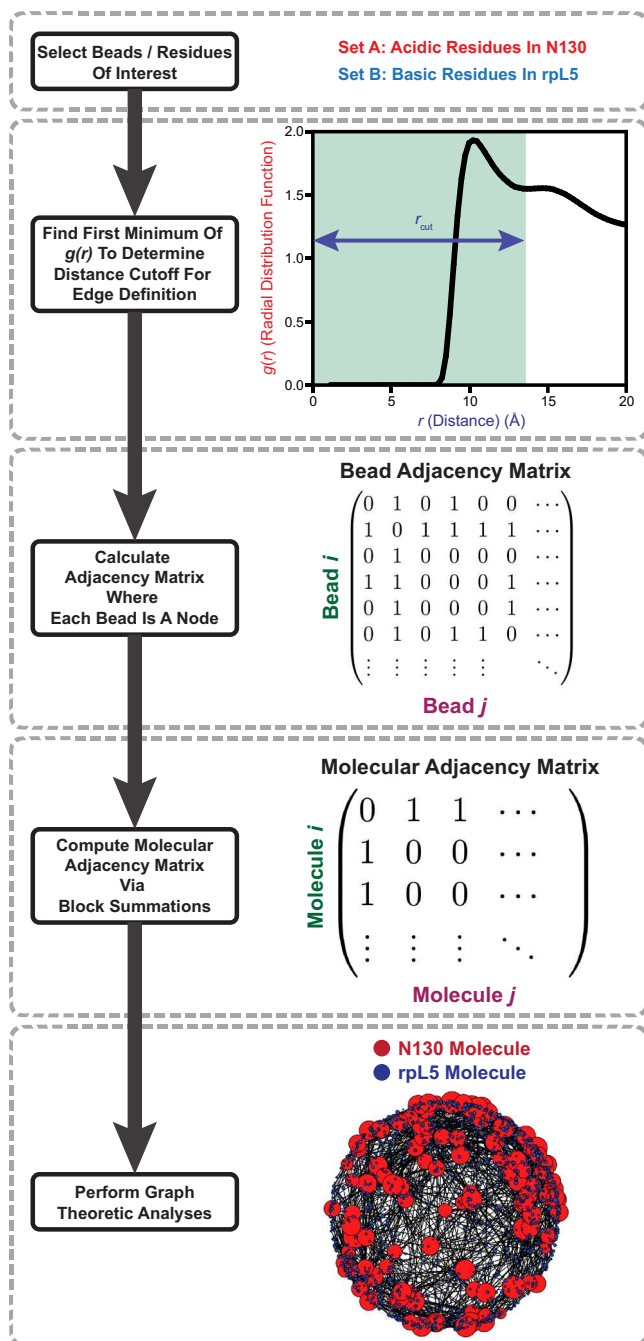 Select Beads / Residues
Of Interest
Set A: Acidic Residues In N130
Set B: Basic Residues In rpL5
Find First Minimum Of
g(r) To Determine
Distance Cutoff For
Edge Definition
g(r) (Radial Distribution Function)
2.0
1.5
1.0
0.5
0.0
r_cut
0 5 10 15 20
r (Distance) (Å)
Calculate
Adjacency Matrix
Where
Each Bead Is A Node
Bead Adjacency Matrix
Bead i
0 1 0 1 0 0 ⋯
1 0 1 1 1 1 ⋯
0 1 0 0 0 0 ⋯
1 1 0 0 0 1 ⋯
0 1 0 0 0 1 ⋯
0 1 0 1 1 0 ⋯
⋮ ⋮ ⋮ ⋮ ⋮ ⋱
Bead j
Compute Molecular
Adjacency Matrix
Via
Block Summations
Molecular Adjacency Matrix
Molecule i
0 1 1 ⋯
1 0 0 ⋯
1 0 0 ⋯
⋮ ⋮ ⋮ ⋱
Molecule j
Perform Graph
Theoretic Analyses
N130 Molecule
rpL5 Molecule